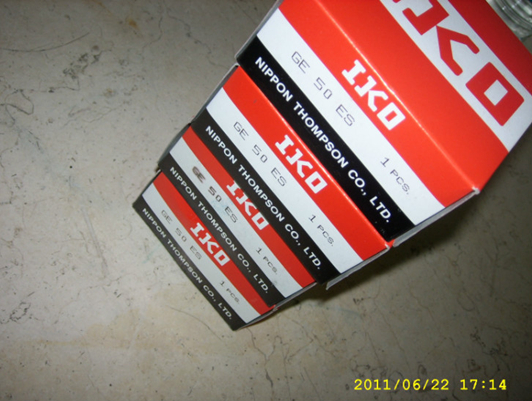 IKO
IKO
GE 50 ES
1 PCS.
NIPPON THOMPSON CO., LTD.
IKO
GE 50 ES
1 PCS.
NIPPON THOMPSON CO., LTD.
IKO
GE 50 ES
1 PCS.
NIPPON THOMPSON CO., LTD.
IKO
GE 50 ES
1 PCS.
NIPPON THOMPSON CO., LTD.
2011/06/22 17:14